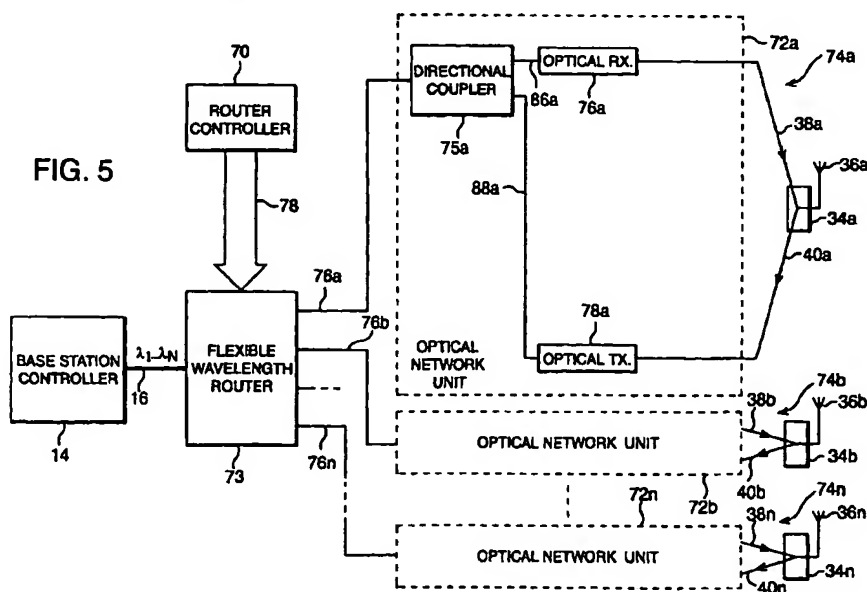 FIG. 5
70
ROUTER
CONTROLLER
78
BASE STATION
CONTROLLER
14
λ1-λN
16
FLEXIBLE
WAVELENGTH
ROUTER
73
76a
76b
76n
DIRECTIONAL
COUPLER
75a
86a
OPTICAL RX.
76a
88a
78a
OPTICAL TX.
OPTICAL
NETWORK
UNIT
72a
74a
38a
36a
34a
40a
OPTICAL NETWORK UNIT
72b
38b
74b
36b
34b
40b
72n
OPTICAL NETWORK UNIT
38n
74n
36n
34n
40n